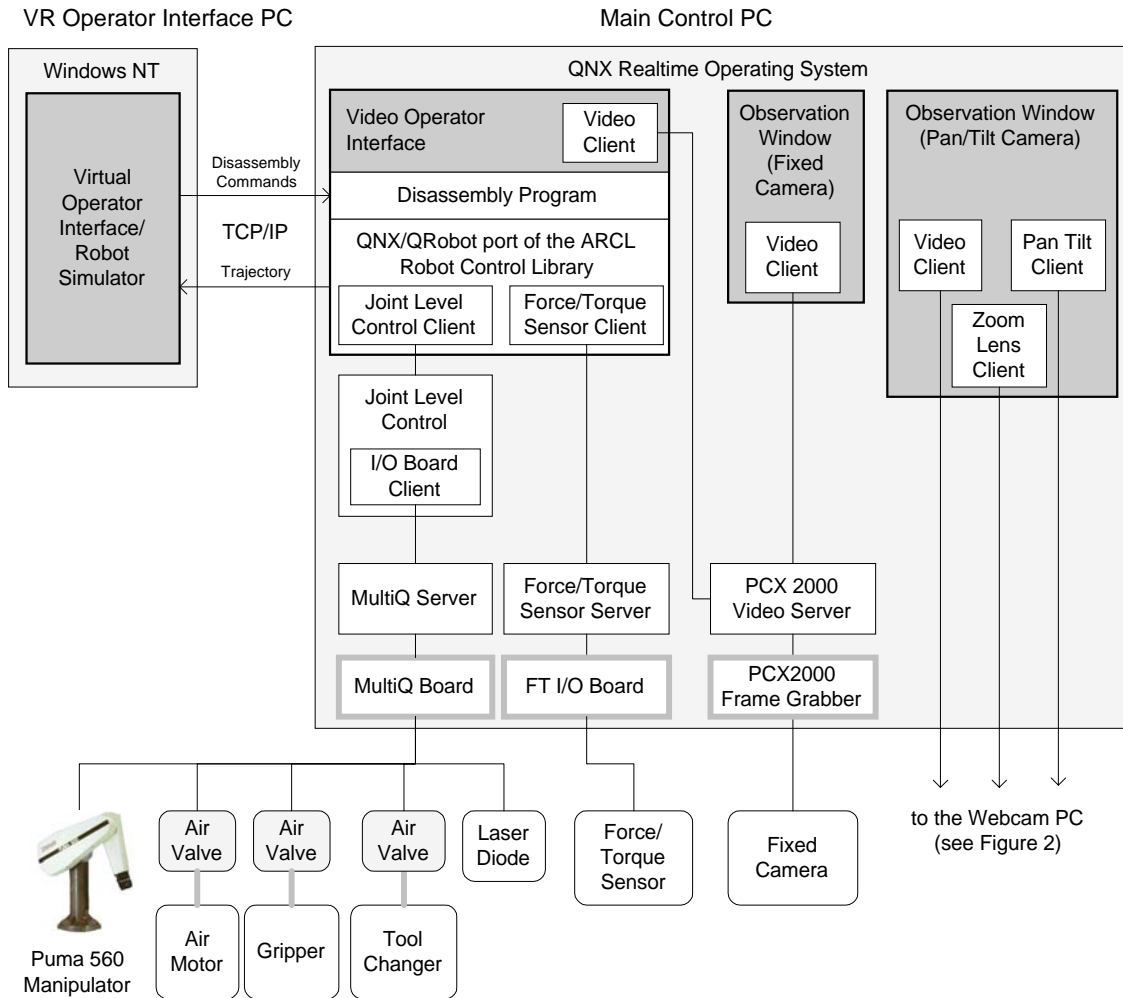 VR Operator Interface PC
Main Control PC
Windows NT
QNX Realtime Operating System
Virtual
Operator
Interface/
Robot
Simulator
Disassembly
Commands
TCP/IP
Trajectory
Video Operator
Interface
Video
Client
Disassembly Program
QNX/QRobot port of the ARCL
Robot Control Library
Joint Level
Control Client
Force/Torque
Sensor Client
Observation
Window
(Fixed
Camera)
Video
Client
Observation Window
(Pan/Tilt Camera)
Video
Client
Pan Tilt
Client
Zoom
Lens
Client
Joint Level
Control
I/O Board
Client
MultiQ Server
Force/Torque
Sensor Server
PCX 2000
Video Server
MultiQ Board
FT I/O Board
PCX2000
Frame Grabber
Air
Valve
Air
Valve
Air
Valve
Laser
Diode
Force/
Torque
Sensor
Fixed
Camera
to the Webcam PC
(see Figure 2)
Puma 560
Manipulator
Air
Motor
Gripper
Tool
Changer